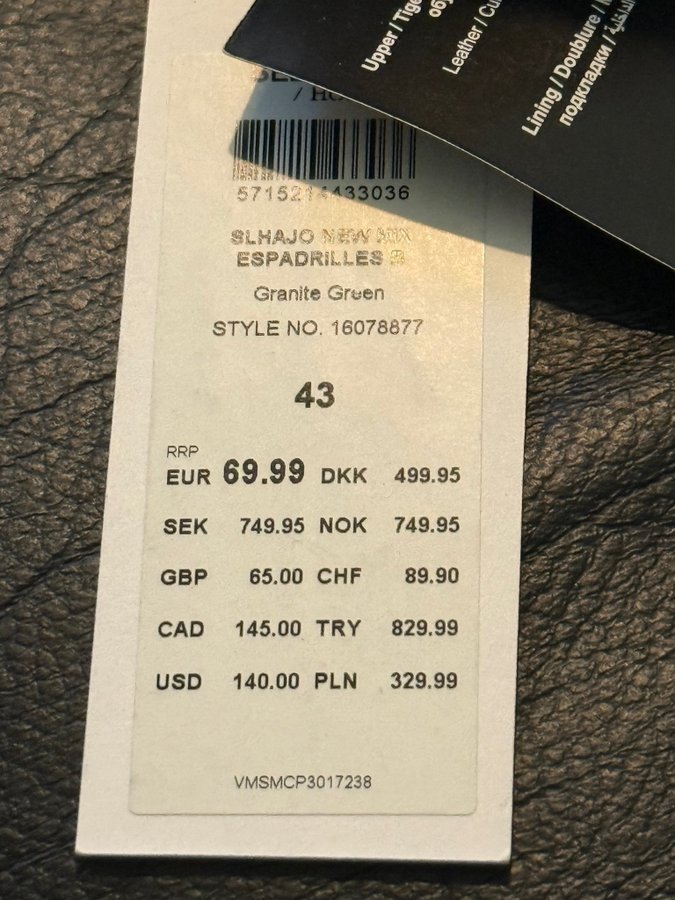 Upper / Tige
Leather / Cu
Lining / Doublure /
подкладки /
5715214433036
SLHAJO NEW MIX
ESPADRILLES B
Granite Green
STYLE NO. 16078877
43
RRP
EUR 69.99 DKK 499.95
SEK 749.95 NOK 749.95
GBP 65.00 CHF 89.90
CAD 145.00 TRY 829.99
USD 140.00 PLN 329.99
VMSMCP3017238